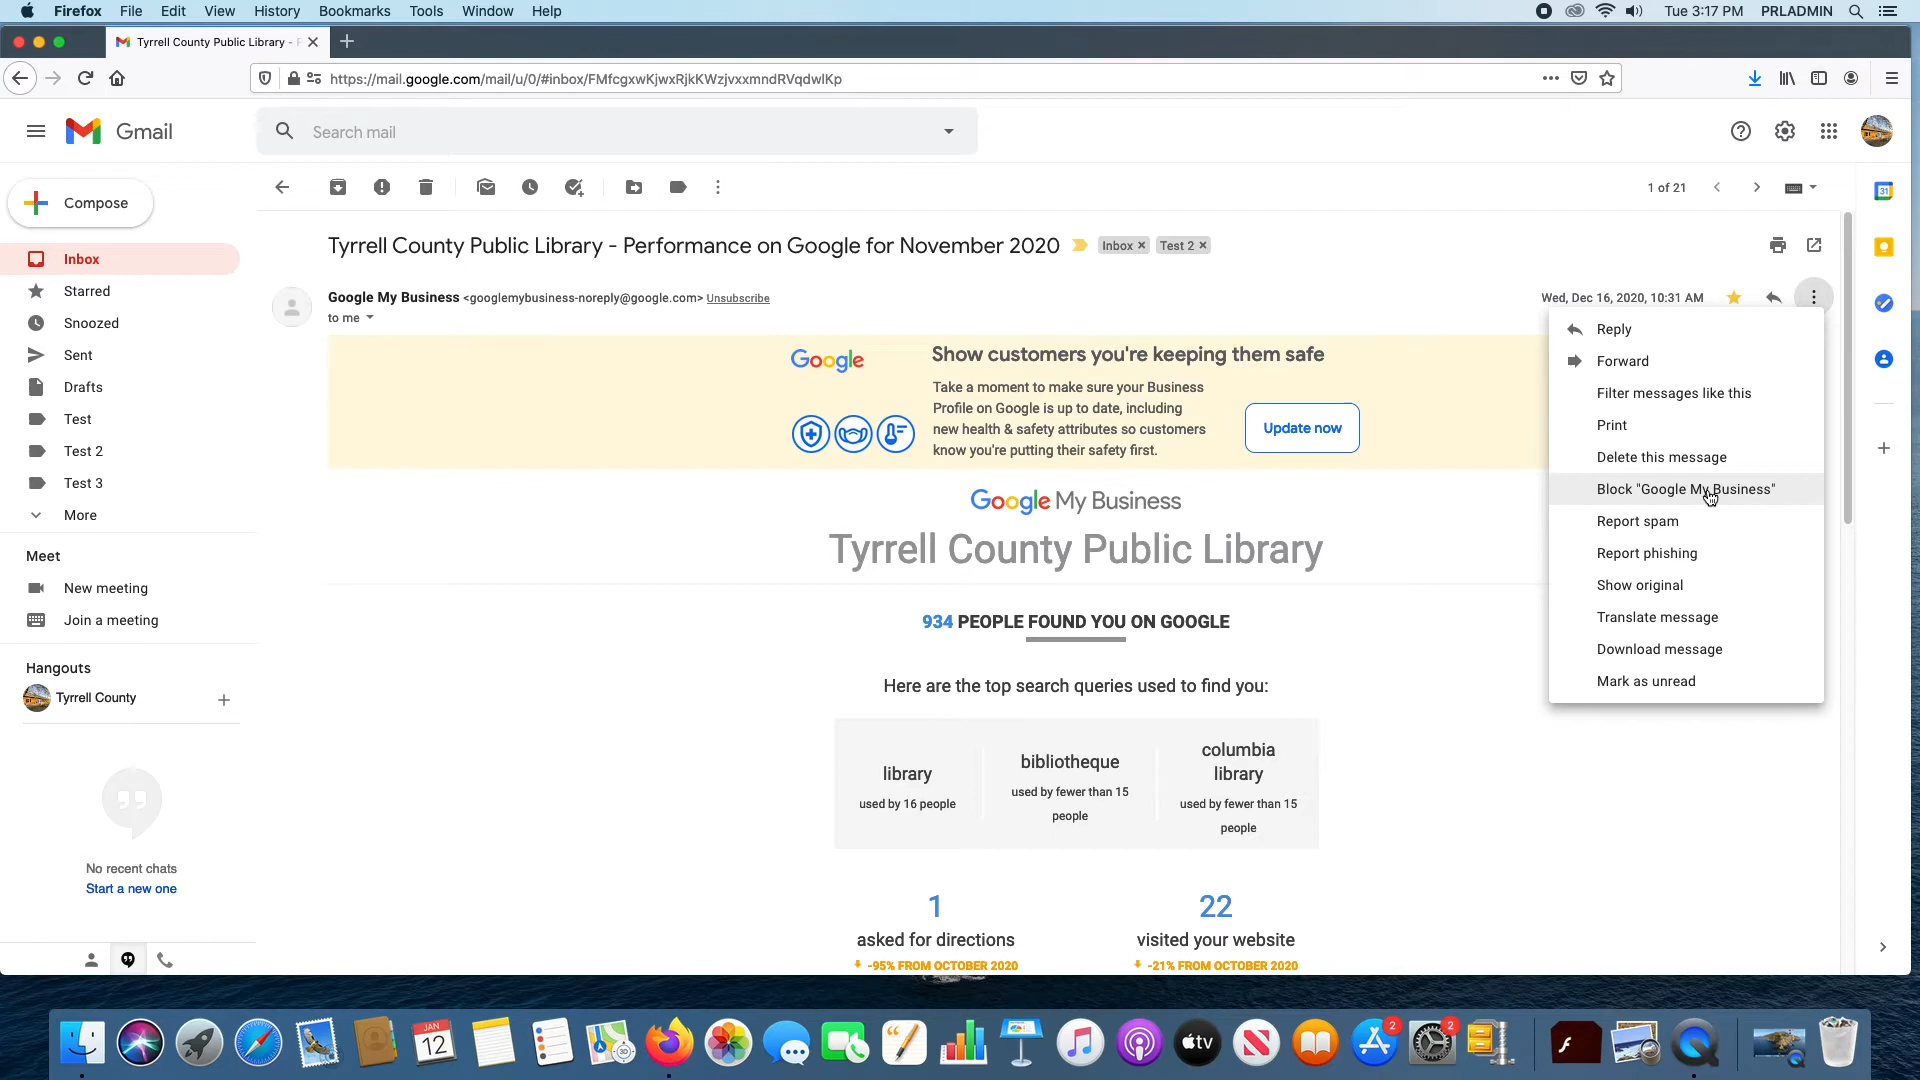 Firefox File Edit View History Bookmarks Tools Window Help
Tue 3:17 PM PRLADMIN
Tyrrell County Public Library -
https://mail.google.com/mail/u/0/#inbox/FMfcgxwKjwxRjkKWzjvxxmndRVqdwlKp
Gmail
Search mail
Compose
1 of 21
31
Tyrrell County Public Library - Performance on Google for November 2020
Inbox ×
Test 2 ×
Google My Business <googlemybusiness-noreply@google.com> Unsubscribe
Wed, Dec 16, 2020, 10:31 AM
to me
Inbox
Starred
Snoozed
Sent
Drafts
Test
Test 2
Test 3
More
Meet
New meeting
Join a meeting
Hangouts
Tyrrell County
No recent chats
Start a new one
Google
Show customers you're keeping them safe
Take a moment to make sure your Business
Profile on Google is up to date, including
new health & safety attributes so customers
know you're putting their safety first.
Update now
Google My Business
Tyrrell County Public Library
934 PEOPLE FOUND YOU ON GOOGLE
Here are the top search queries used to find you:
library
used by 16 people
bibliotheque
used by fewer than 15
people
columbia
library
used by fewer than 15
people
1
asked for directions
-95% FROM OCTOBER 2020
22
visited your website
-21% FROM OCTOBER 2020
Reply
Forward
Filter messages like this
Print
Delete this message
Block "Google My Business"
Report spam
Report phishing
Show original
Translate message
Download message
Mark as unread
JAN
12
3D
tv
2
2